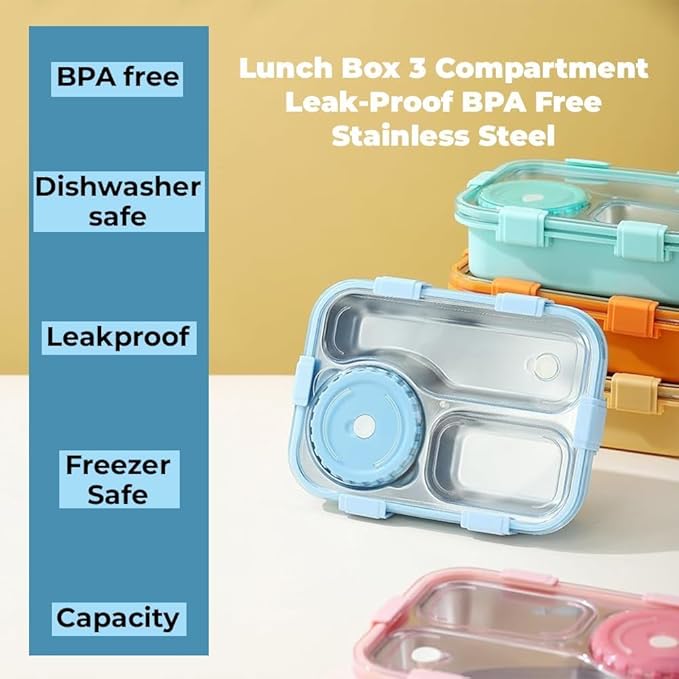 BPA free
Dishwasher
safe
Leakproof
Freezer
Safe
Capacity
Lunch Box 3 Compartment
Leak-Proof BPA Free
Stainless Steel